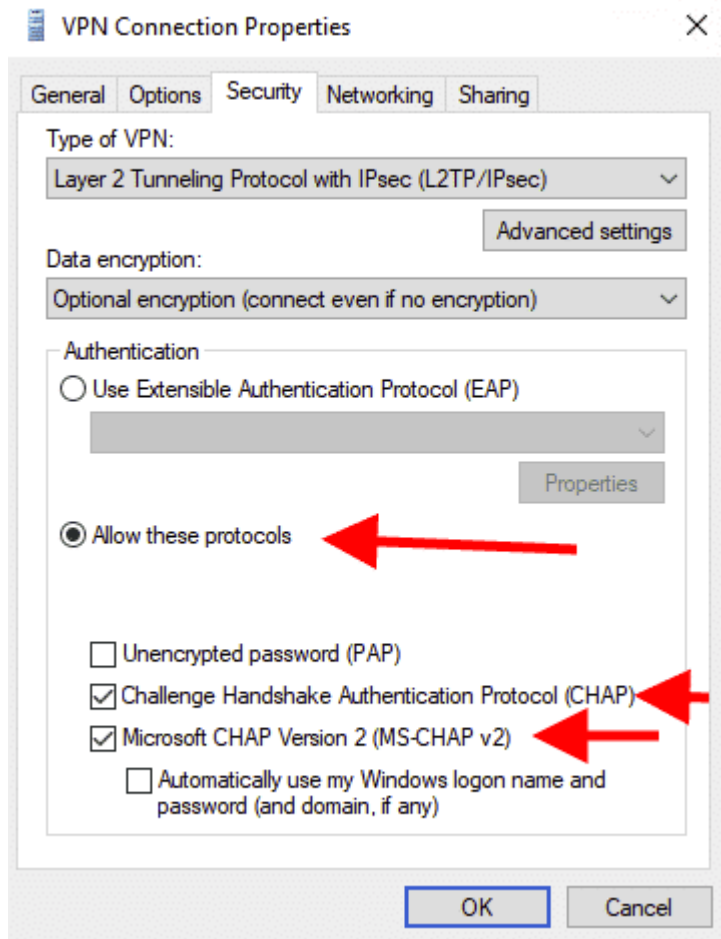 VPN Connection Properties
General Options Security Networking Sharing
Type of VPN:
Layer 2 Tunneling Protocol with IPsec (L2TP/IPsec)
Advanced settings
Data encryption:
Optional encryption (connect even if no encryption)
Authentication
Use Extensible Authentication Protocol (EAP)
Properties
Allow these protocols
Unencrypted password (PAP)
Challenge Handshake Authentication Protocol (CHAP)
Microsoft CHAP Version 2 (MS-CHAP v2)
Automatically use my Windows logon name and
password (and domain, if any)
OK Cancel